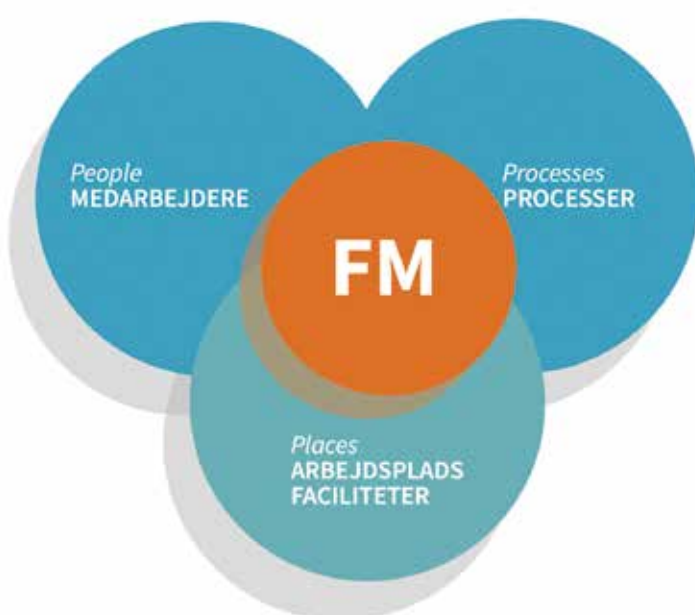 People
MEDARBEJDERE
Processes
PROCESSER
FM
Places
ARBEJDSPLADS
FACILITETER